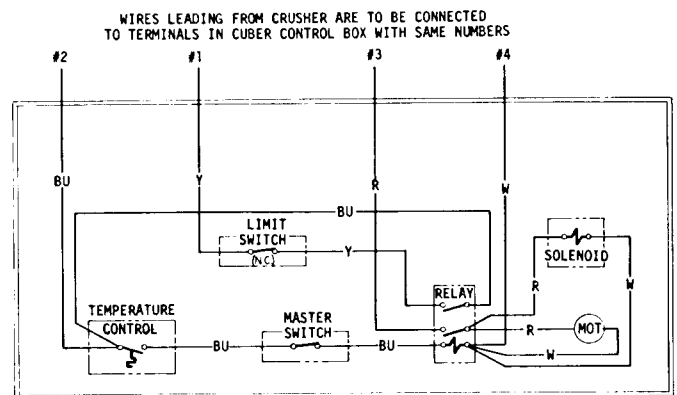 WIRES LEADING FROM CRUSHER ARE TO BE CONNECTED
TO TERMINALS IN CUBER CONTROL BOX WITH SAME NUMBERS
#2 #1 #3 #4
BU Y R W
BU
LIMIT
SWITCH
(N.C)
Y
SOLENOID
RELAY
R W
TEMPERATURE
CONTROL
MASTER
SWITCH
R MOT
BU BU W